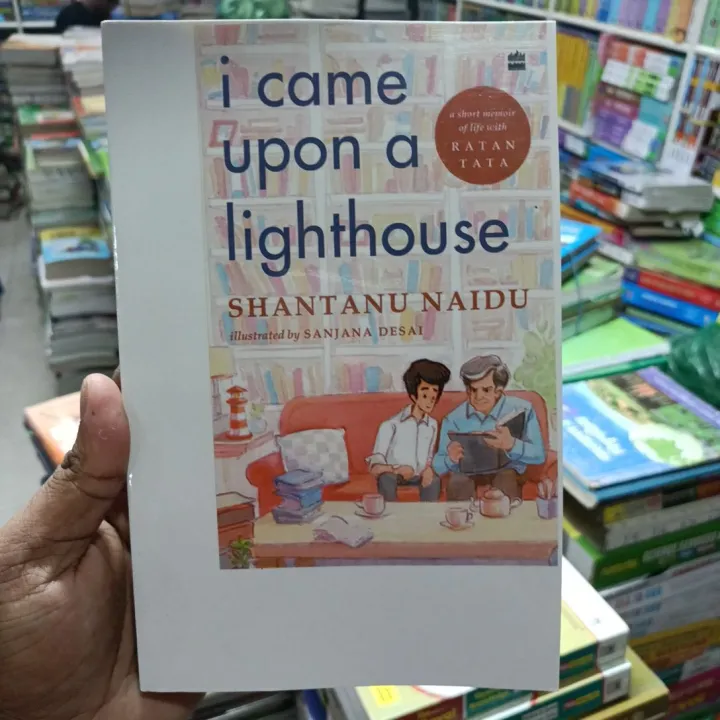 i came
upon a
lighthouse
a short memoir
of life with
RATAN
TATA
SHANTANU NAIDU
illustrated by SANJANA DESAI